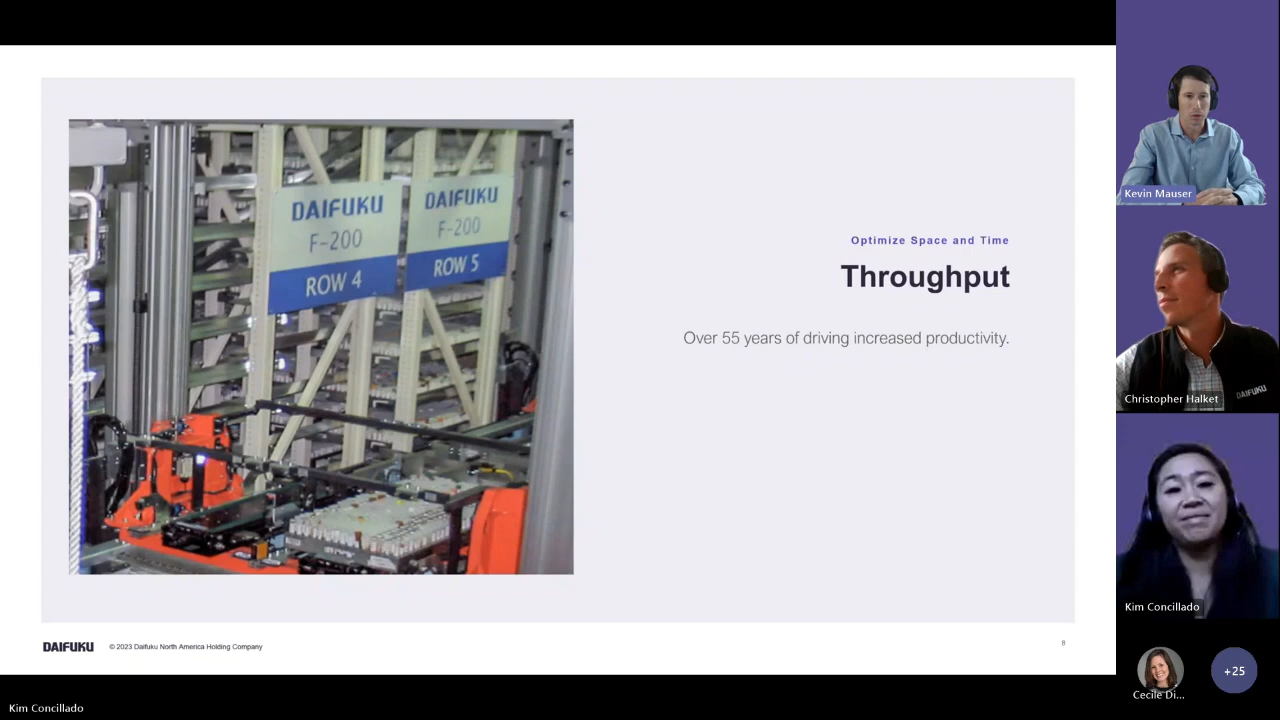 DAIFUKU
F-200
ROW 4
DAIFUKU
F-200
ROW 5
Optimize Space and Time
Throughput
Over 55 years of driving increased productivity.
DAIFUKU
© 2023 Daifuku North America Holding Company
8
Kim Concillado
Kevin Mauser
DAIFUKU
Christopher Halket
Kim Concillado
Cecile Di...
+25